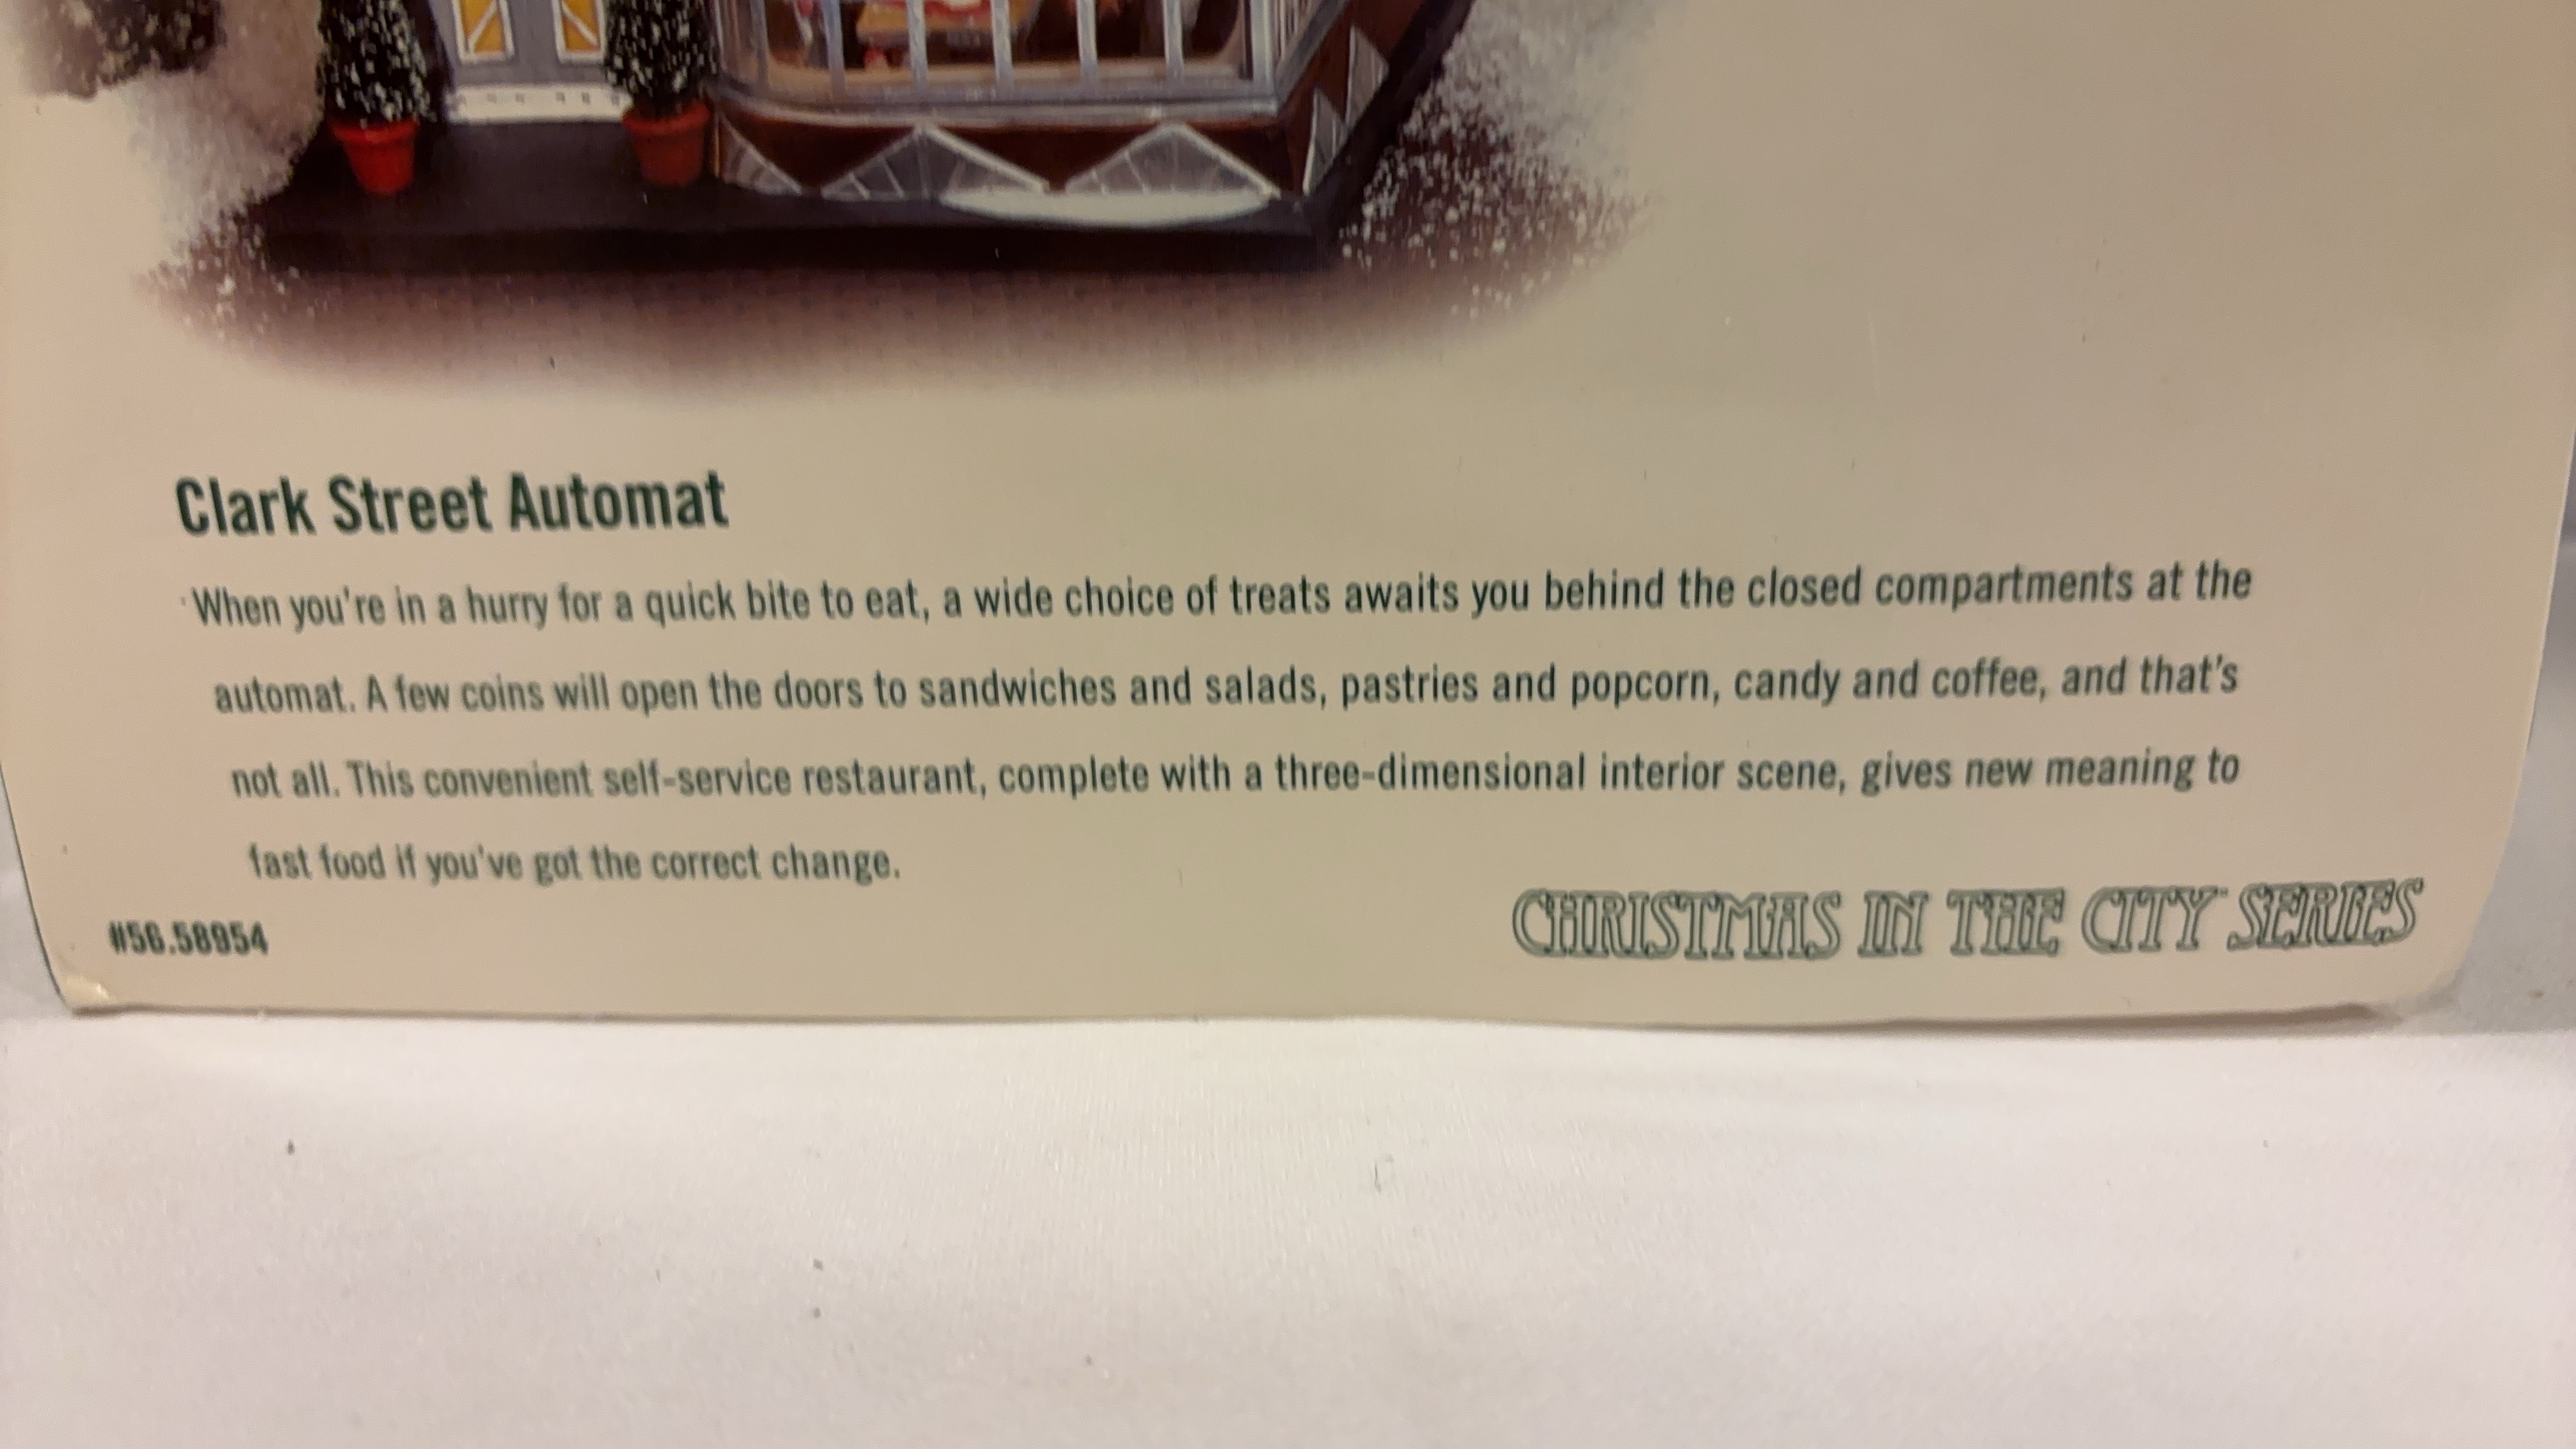 Clark Street Automat
When you're in a hurry for a quick bite to eat, a wide choice of treats awaits you behind the closed compartments at the
automat. A few coins will open the doors to sandwiches and salads, pastries and popcorn, candy and coffee, and that's
not all. This convenient self-service restaurant, complete with a three-dimensional interior scene, gives new meaning to
fast food if you've got the correct change.
#56.58954
CHRISTMAS IN THE CITY™ SERIES